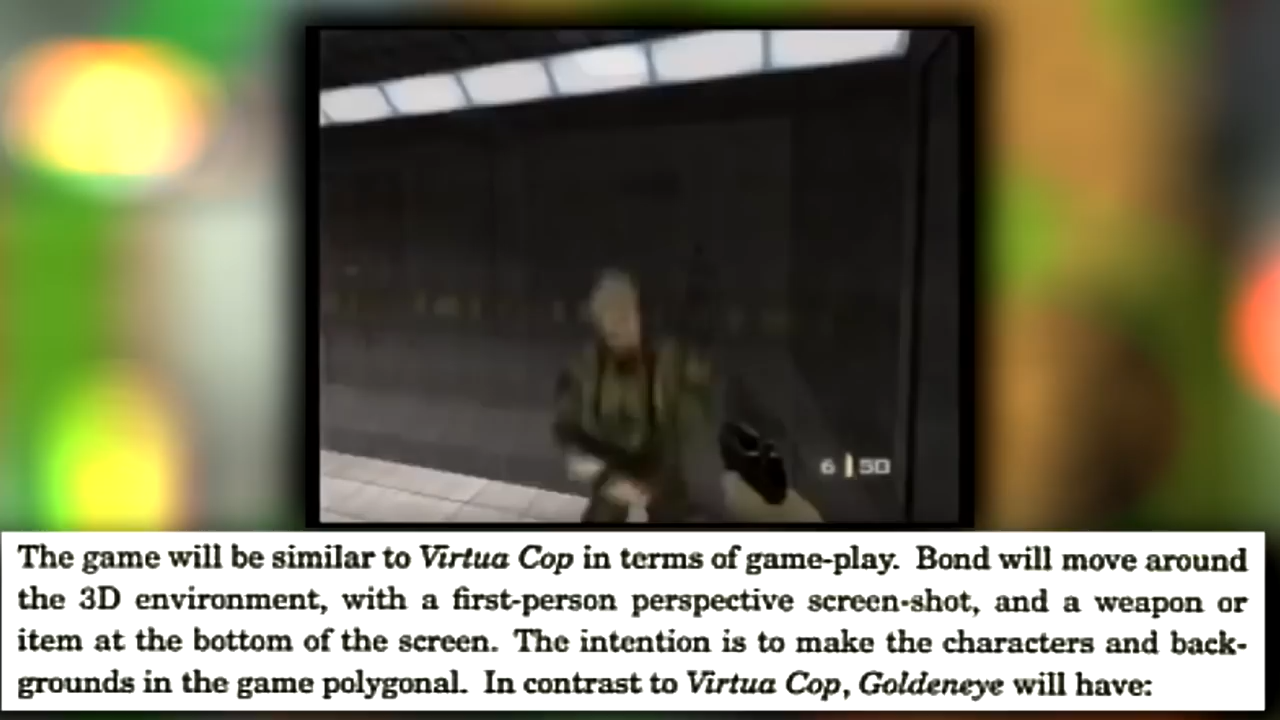 6 50
The game will be similar to Virtua Cop in terms of game-play. Bond will move around
the 3D environment, with a first-person perspective screen-shot, and a weapon or
item at the bottom of the screen. The intention is to make the characters and back-
grounds in the game polygonal. In contrast to Virtua Cop, Goldeneye will have: